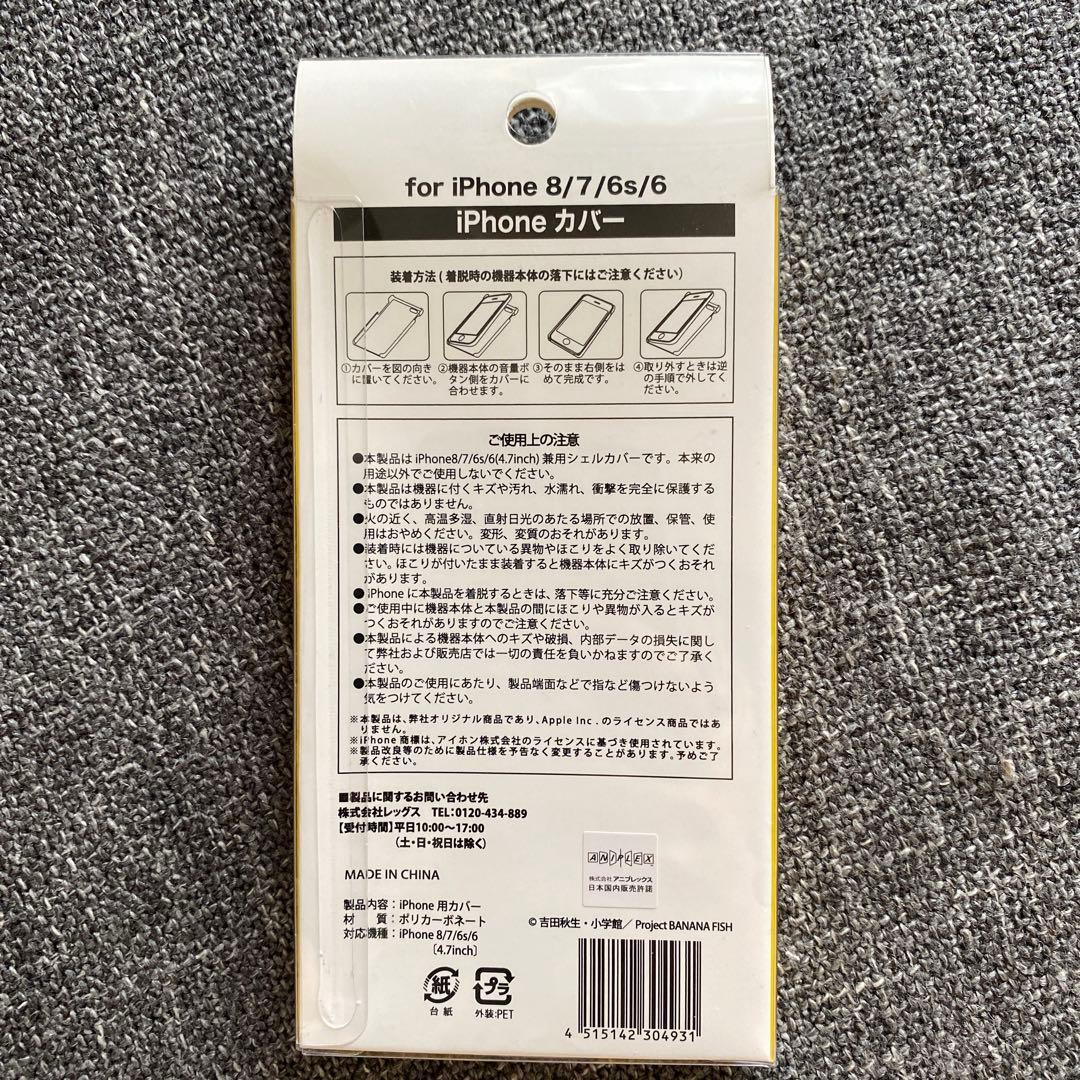 for iPhone 8/7/6s/6
iPhone カバー
装着方法 ( 着脱時の機器本体の落下にはご注意ください)
①カバーを図の向き
に置いてください。
②機器本体の音量ボ
タン側をカバーに
合わせます。
③そのまま右側をは
めて完成です。
④取り外すときは逆
の手順で外してく
ださい。
ご使用上の注意
●本製品は iPhone8/7/6s/6(4.7inch) 兼用シェルカバーです。本来の
用途以外でご使用しないでください。
●本製品は機器に付くキズや汚れ、水濡れ、衝撃を完全に保護する
ものではありません。
●火の近く、高温多湿、直射日光のあたる場所での放置、保管、使
用はおやめください。変形、変質のおそれがあります。
●装着時には機器についている異物やほこりをよく取り除いてくだ
さい。ほこりが付いたまま装着すると機器本体にキズがつくおそれ
があります。
●iPhone に本製品を着脱するときは、落下等に充分ご注意ください。
●ご使用中に機器本体と本製品の間にほこりや異物が入るとキズが
つくおそれがありますのでご注意ください。
●本製品による機器本体へのキズや破損、内部データの損失に関し
て弊社および販売店では一切の責任を負いかねますのでご了承く
ださい。
●本製品のご使用にあたり、製品端面などで指など傷つけないよう
気をつけてください。
※本製品は、弊社オリジナル商品であり、Apple Inc.のライセンス商品ではあ
りません。
※iPhone 商標は、アイホン株式会社のライセンスに基づき使用されています。
※製品改良等のために製品仕様を予告なく変更することがあります。予めご了
承ください。
■製品に関するお問い合わせ先
株式会社レッグス TEL:0120-434-889
【受付時間】平日10:00～17:00
(土・日・祝日は除く)
MADE IN CHINA
製品内容：iPhone 用カバー
材　質：ポリカーボネート
対応機種：iPhone 8/7/6s/6
〔4.7inch〕
ANIPLEX
株式会社 アニプレックス
日本国内販売許諾
© 吉田秋生・小学館／ Project BANANA FISH
紙
台紙
プラ
外装:PET
4 515142 304931